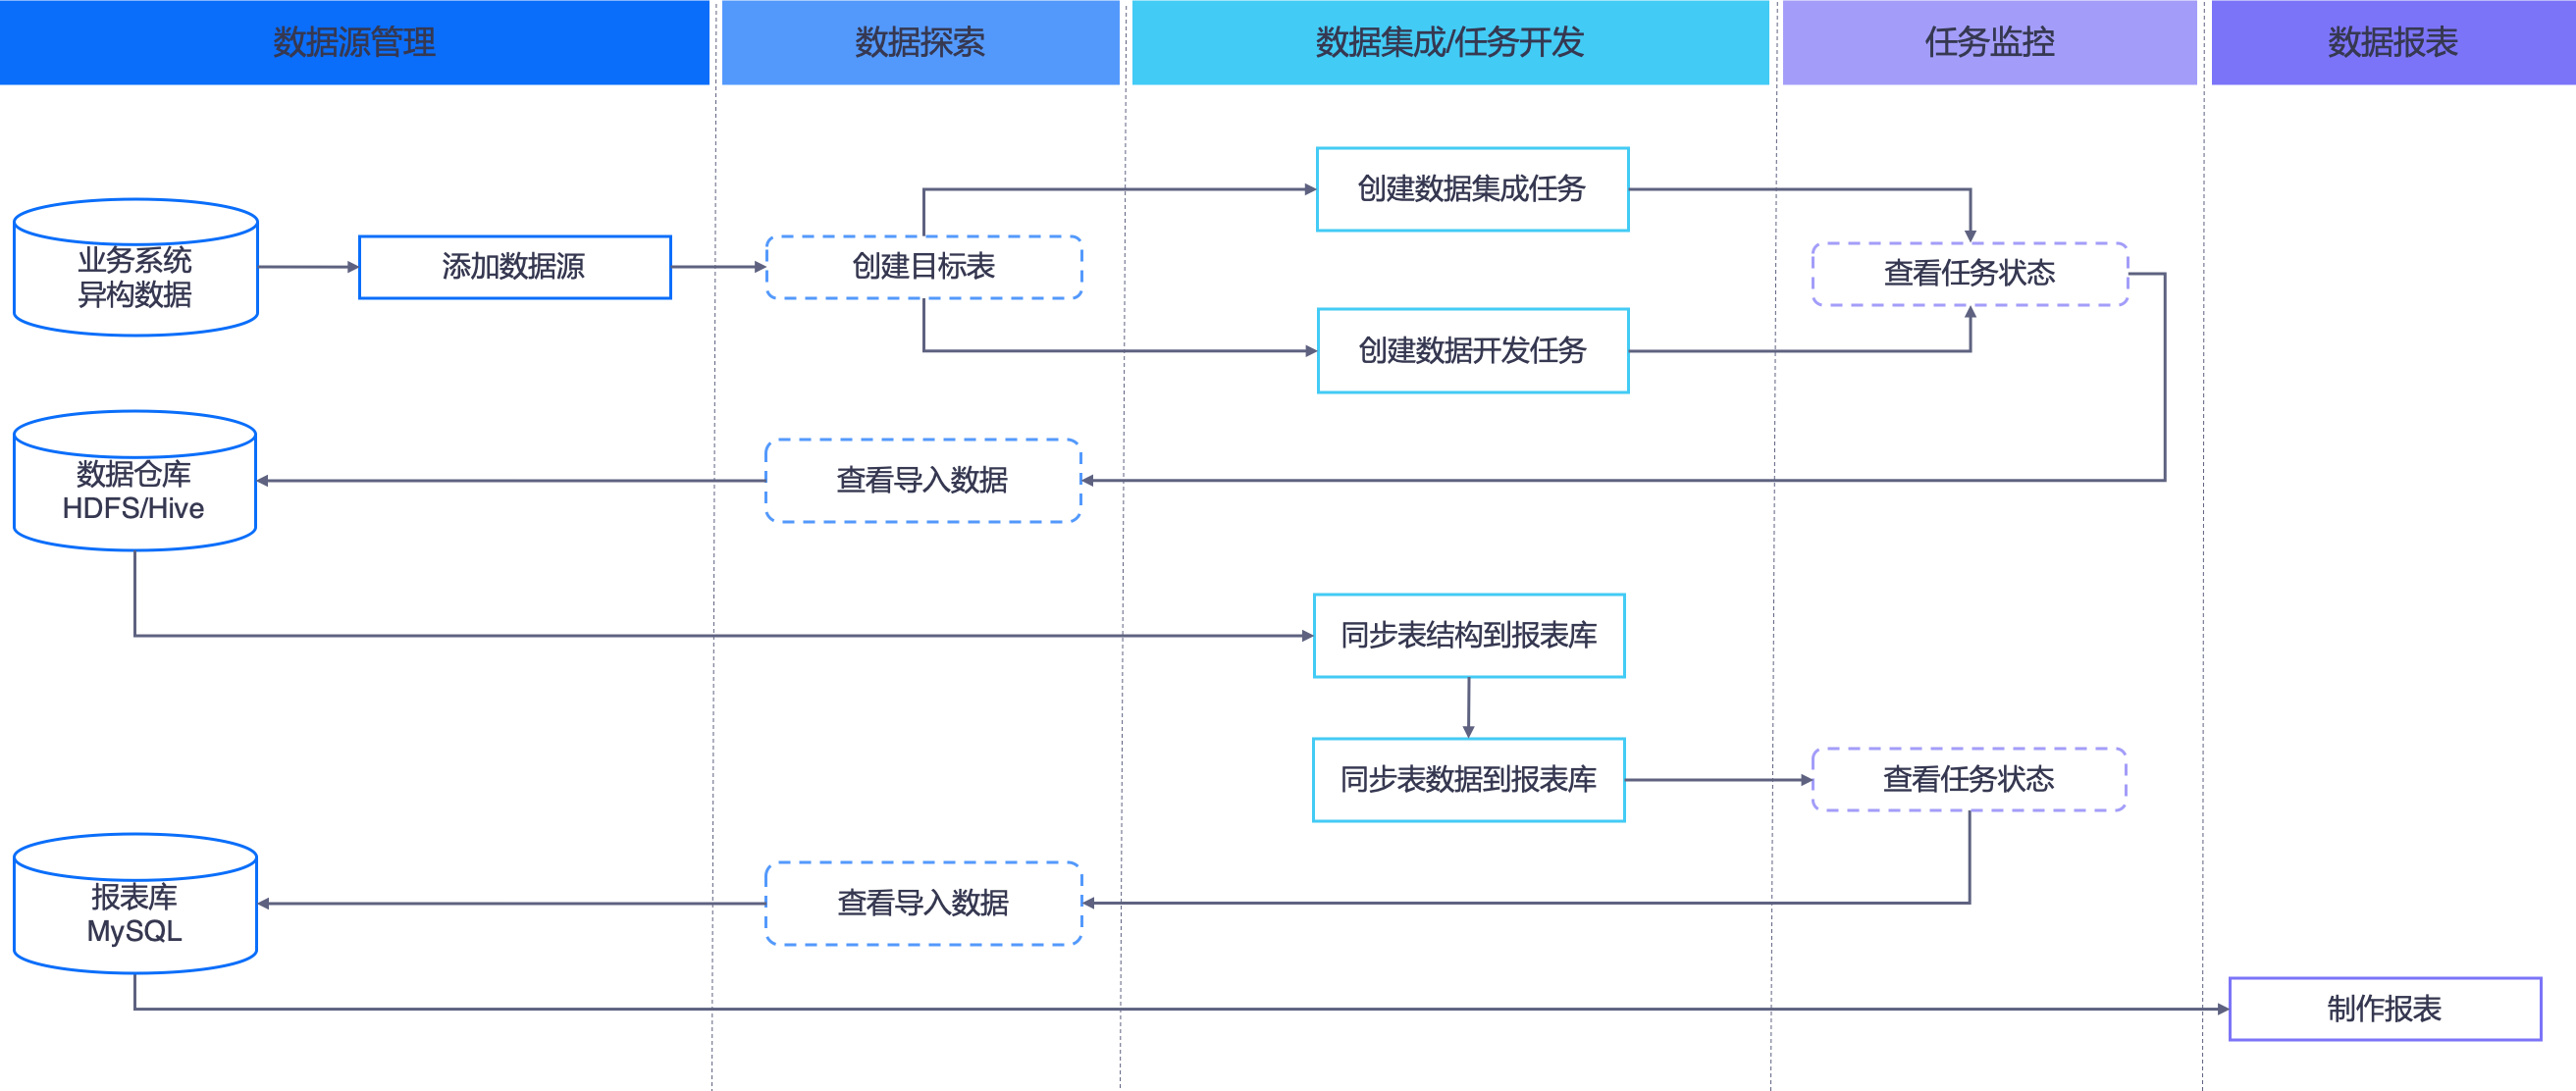 数据源管理
数据探索
数据集成/任务开发
任务监控
数据报表
业务系统
异构数据
添加数据源
创建目标表
创建数据集成任务
创建数据开发任务
查看任务状态
数据仓库
HDFS/Hive
查看导入数据
同步表结构到报表库
同步表数据到报表库
查看任务状态
报表库
MySQL
查看导入数据
制作报表